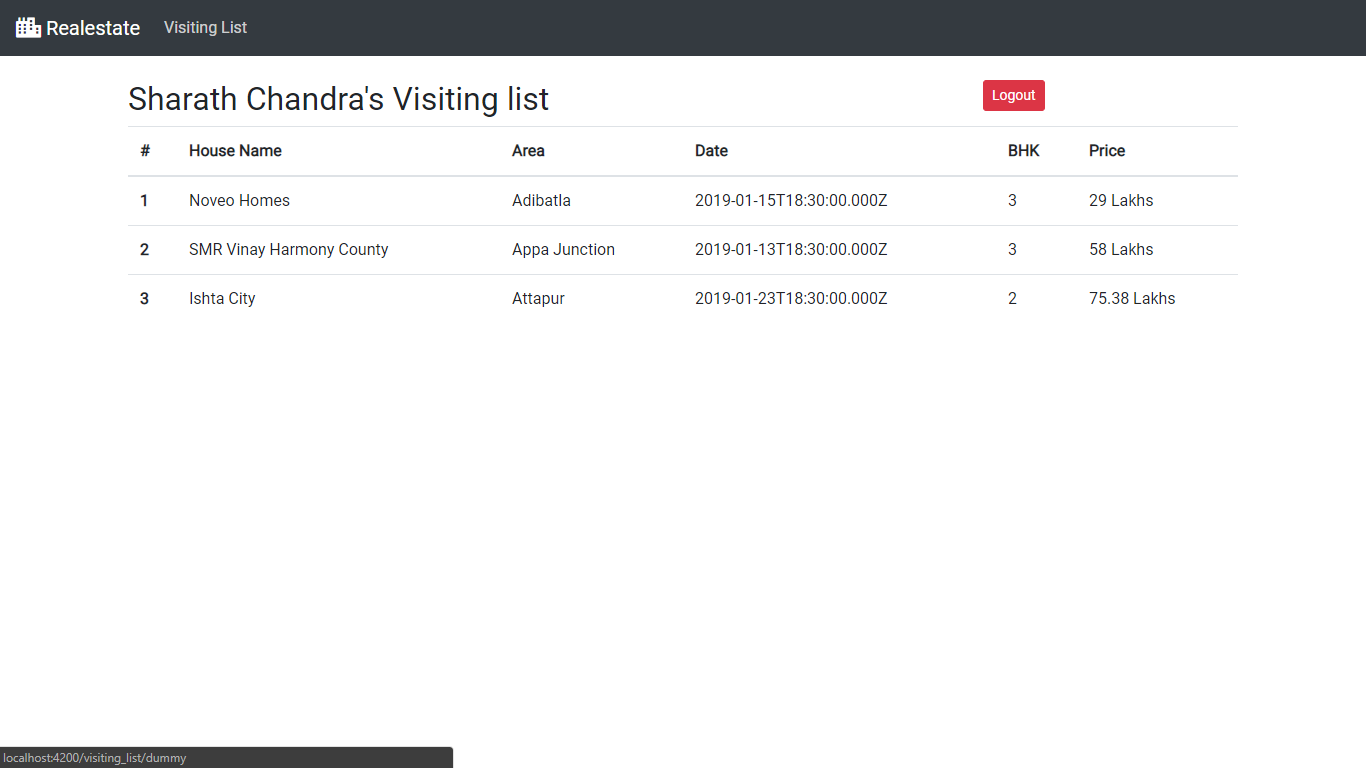 Realestate Visiting List
Sharath Chandra's Visiting list Logout
# House Name Area Date BHK Price
1 Noveo Homes Adibatla 2019-01-15T18:30:00.000Z 3 29 Lakhs
2 SMR Vinay Harmony County Appa Junction 2019-01-13T18:30:00.000Z 3 58 Lakhs
3 Ishta City Attapur 2019-01-23T18:30:00.000Z 2 75.38 Lakhs
localhost:4200/visiting_list/dummy